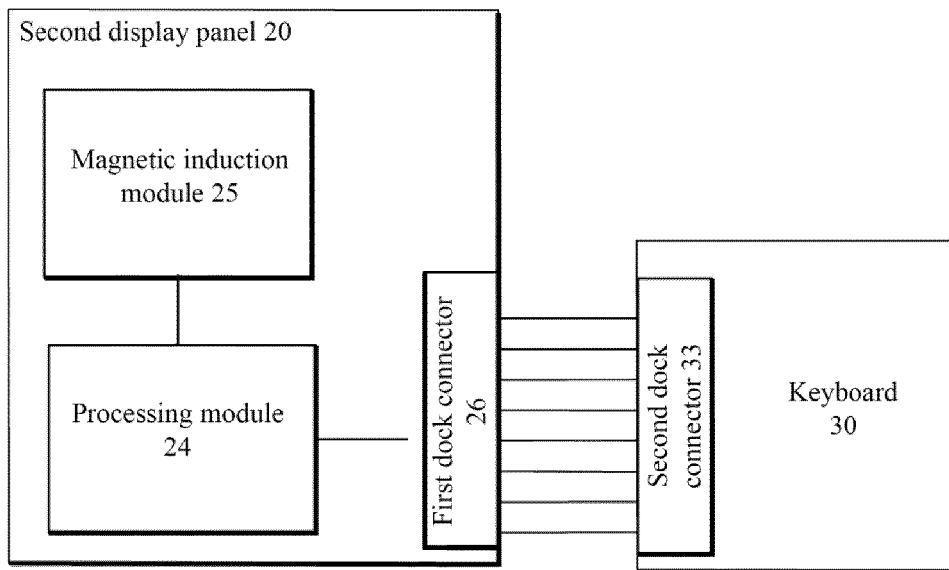 Second display panel 20
Magnetic induction
module 25
Processing module
24
First dock connector
26
Second dock
connector 33
Keyboard
30